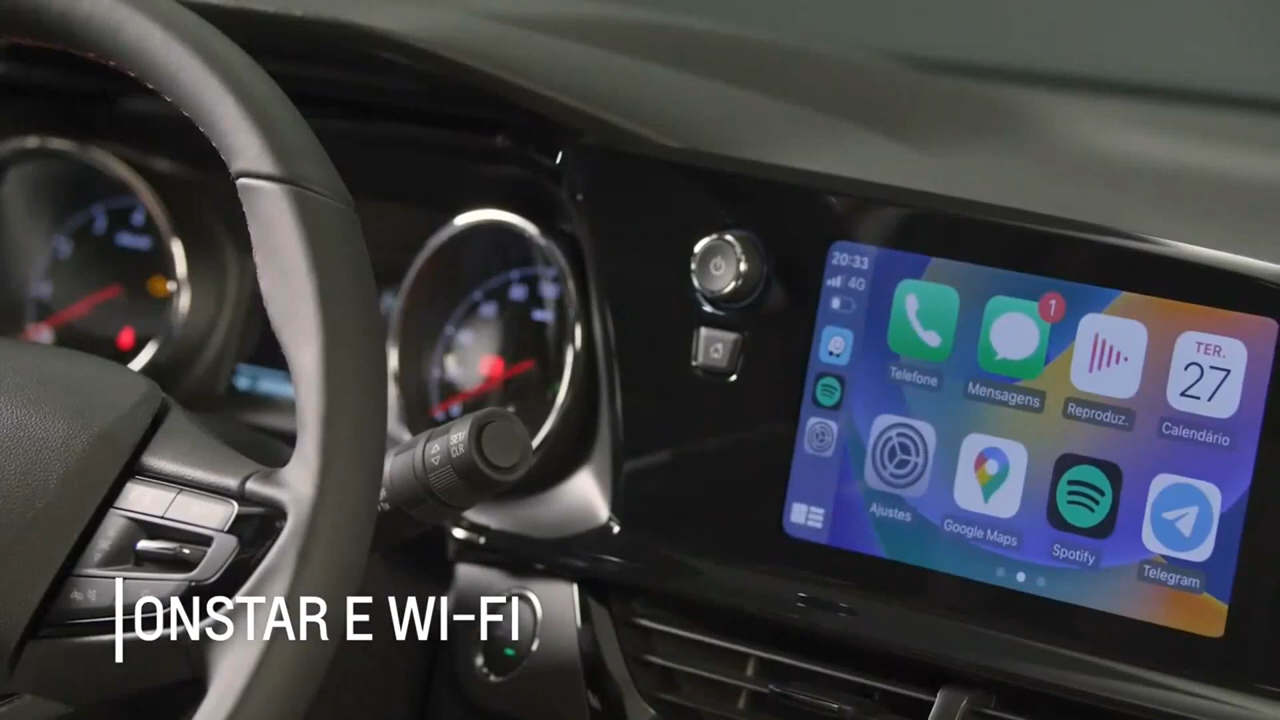 20:33
4G
1
Telefone
Mensagens
Reproduz.
TER.
27
Calendário
Ajustes
Google Maps
Spotify
Telegram
SET/
CLR
ONSTAR E WI-FI